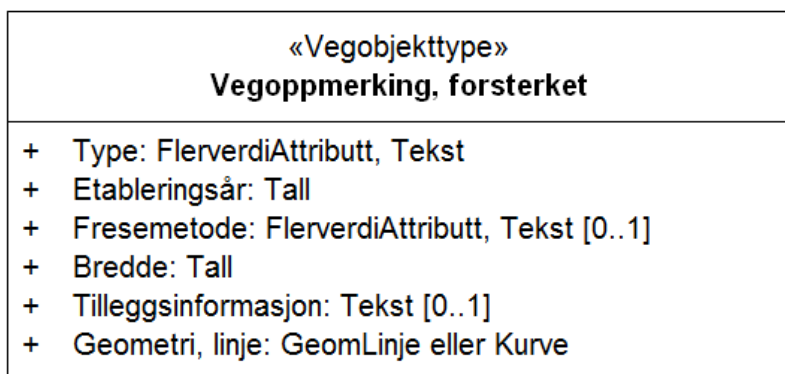 «Vegobjekttype»
Vegoppmerking, forsterket
+ Type: FlerverdiAttributt, Tekst
+ Etableringsår: Tall
+ Fresemetode: FlerverdiAttributt, Tekst [0..1]
+ Bredde: Tall
+ Tilleggsinformasjon: Tekst [0..1]
+ Geometri, linje: GeomLinje eller Kurve